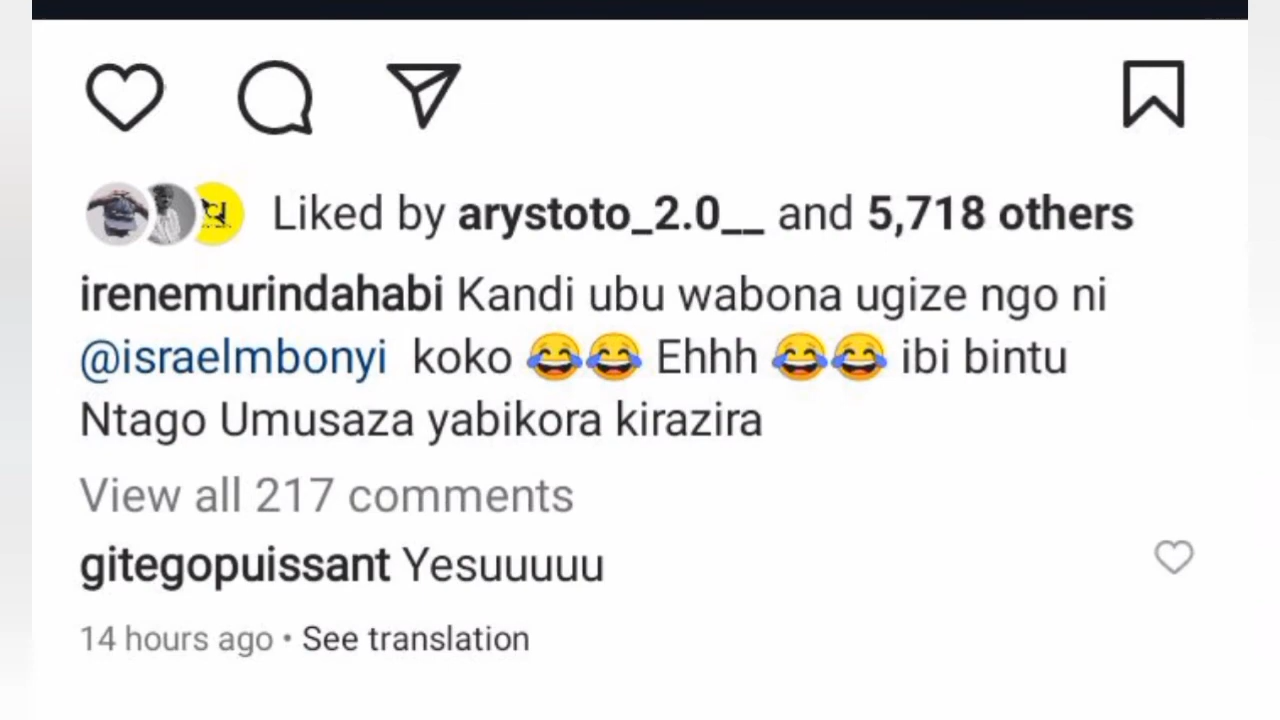 Liked by arystoto_2.0__ and 5,718 others
irenemurindahabi Kandi ubu wabona ugize ngo ni
@israelmbonyi koko 😂😂 Ehhh 😂😂 ibi bintu
Ntago Umusaza yabikora kirazira
View all 217 comments
gitegopuissant Yesuuuuu
14 hours ago • See translation